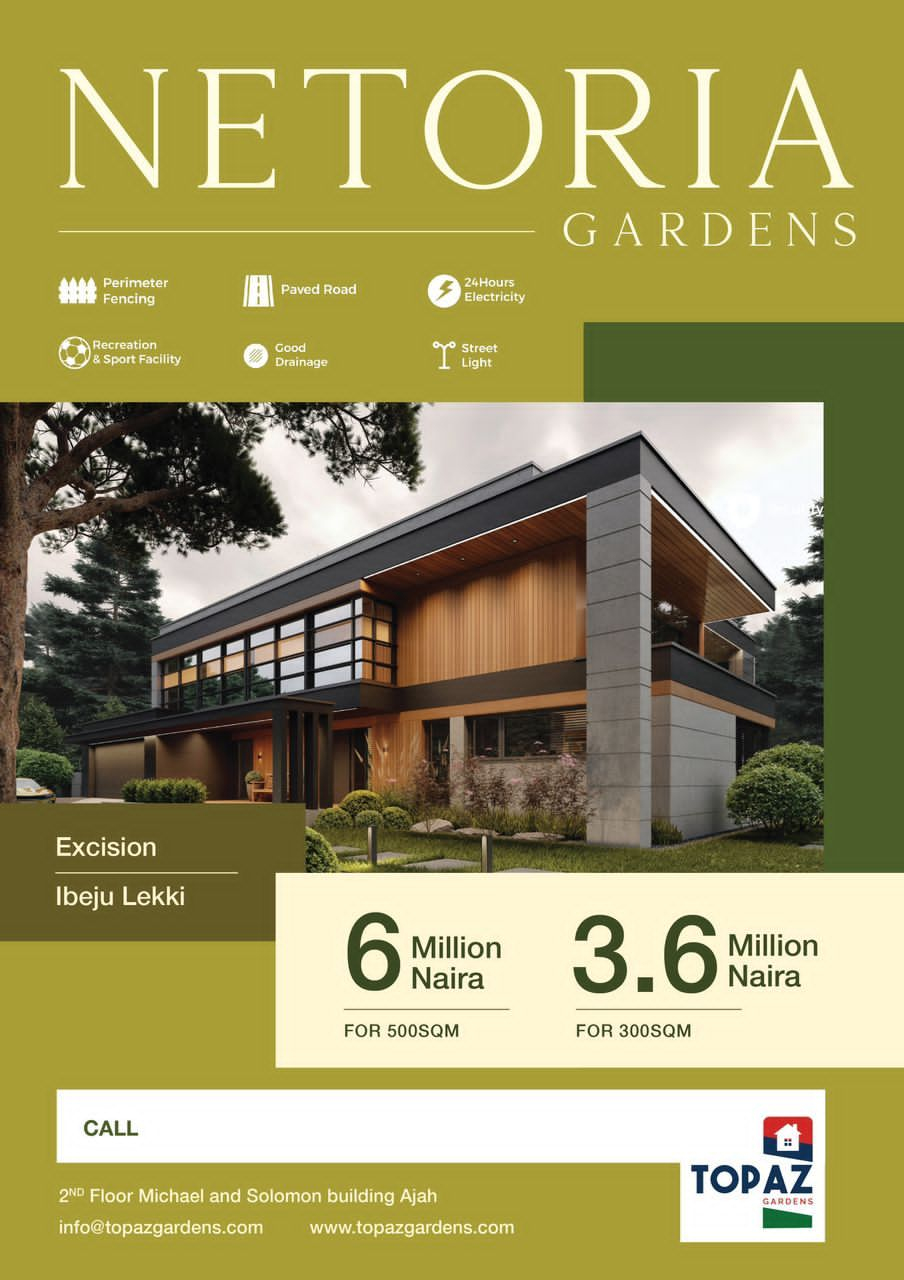 NETORIA
GARDENS
Perimeter
Fencing
Paved Road
24Hours
Electricity
Recreation
& Sport Facility
Good
Drainage
Street
Light
Excision
Ibeju Lekki
6 Million
Naira
FOR 500SQM
3.6 Million
Naira
FOR 300SQM
CALL
2ND Floor Michael and Solomon building Ajah
info@topazgardens.com www.topazgardens.com
TOPAZ
GARDENS